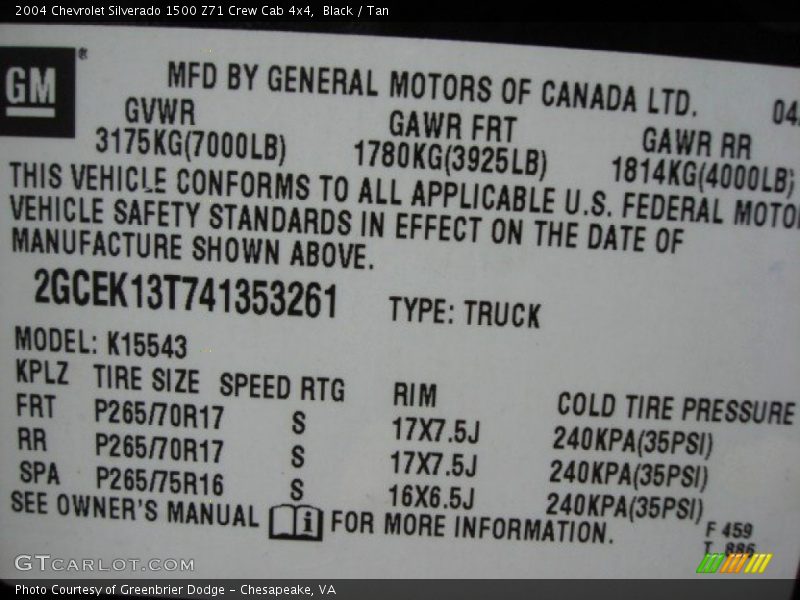 2004 Chevrolet Silverado 1500 Z71 Crew Cab 4x4, Black / Tan
GM ®
MFD BY GENERAL MOTORS OF CANADA LTD. 04
GVWR GAWR FRT GAWR RR
3175KG(7000LB) 1780KG(3925LB) 1814KG(4000LB)
THIS VEHICLE CONFORMS TO ALL APPLICABLE U.S. FEDERAL MOTO
VEHICLE SAFETY STANDARDS IN EFFECT ON THE DATE OF
MANUFACTURE SHOWN ABOVE.
2GCEK13T741353261 TYPE: TRUCK
MODEL: K15543
KPLZ TIRE SIZE SPEED RTG RIM COLD TIRE PRESSURE
FRT P265/70R17 S 17X7.5J 240KPA(35PSI)
RR P265/70R17 S 17X7.5J 240KPA(35PSI)
SPA P265/75R16 S 16X6.5J 240KPA(35PSI)
SEE OWNER'S MANUAL FOR MORE INFORMATION.
F 459
T 886
GTCARLOT.COM
Photo Courtesy of Greenbrier Dodge - Chesapeake, VA